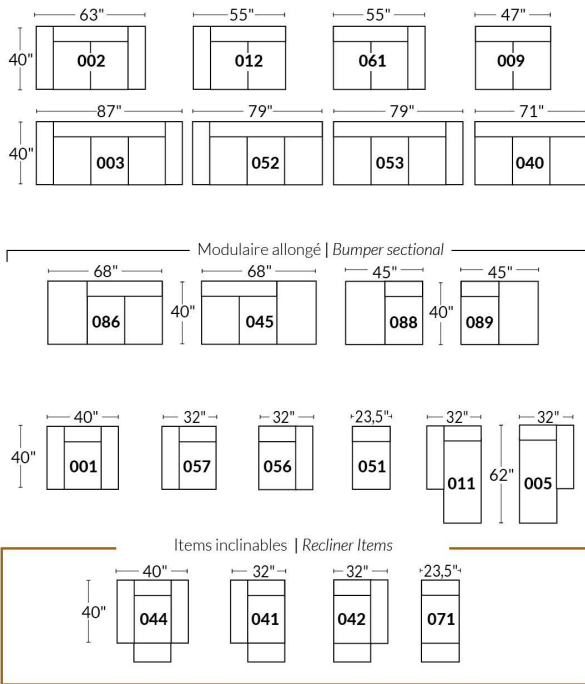 63" 55" 55" 47"
40" 002 012 061 009
87" 79" 79" 71"
40" 003 052 053 040
Modulaire allongé | Bumper sectional
68" 68" 45" 45"
086 40" 045 088 40" 089
40" 32" 32" 23,5" 32" 32"
40" 001 057 056 051 011 62" 005
Items inclinables | Recliner Items
40" 32" 32" 23,5"
40" 044 041 042 071